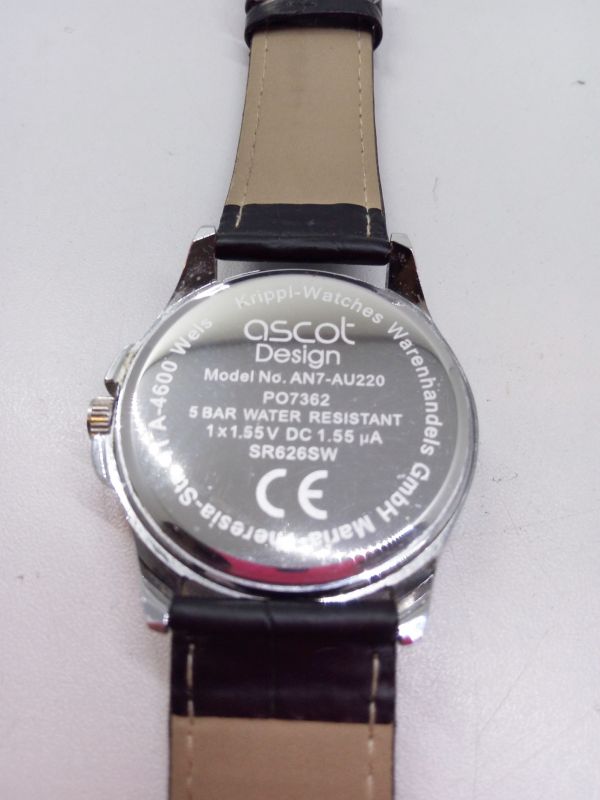 ascot
Design
Model No. AN7-AU220
PO7362
5 BAR WATER RESISTANT
1x1.55V DC 1.55 µA
SR626SW
CE
Krippl-Watches Warenhandels GmbH Maria- A-4600 Wels